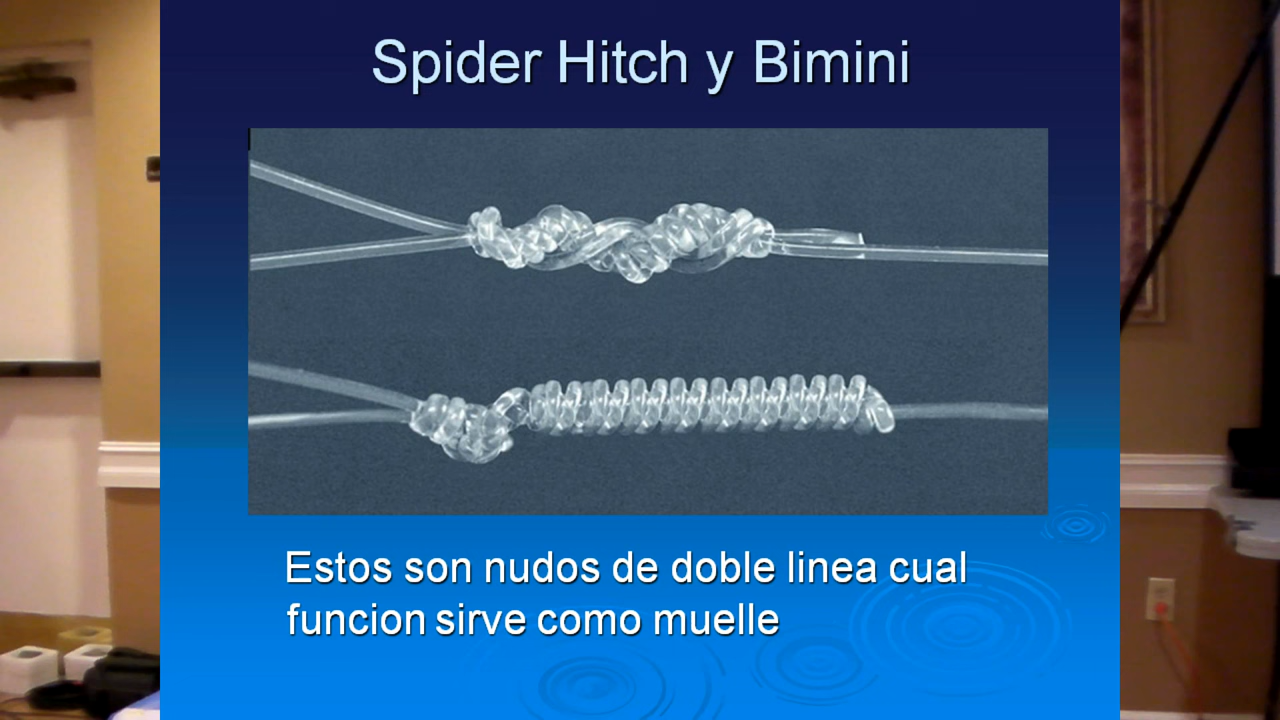 Spider Hitch y Bimini
Estos son nudos de doble linea cual
funcion sirve como muelle